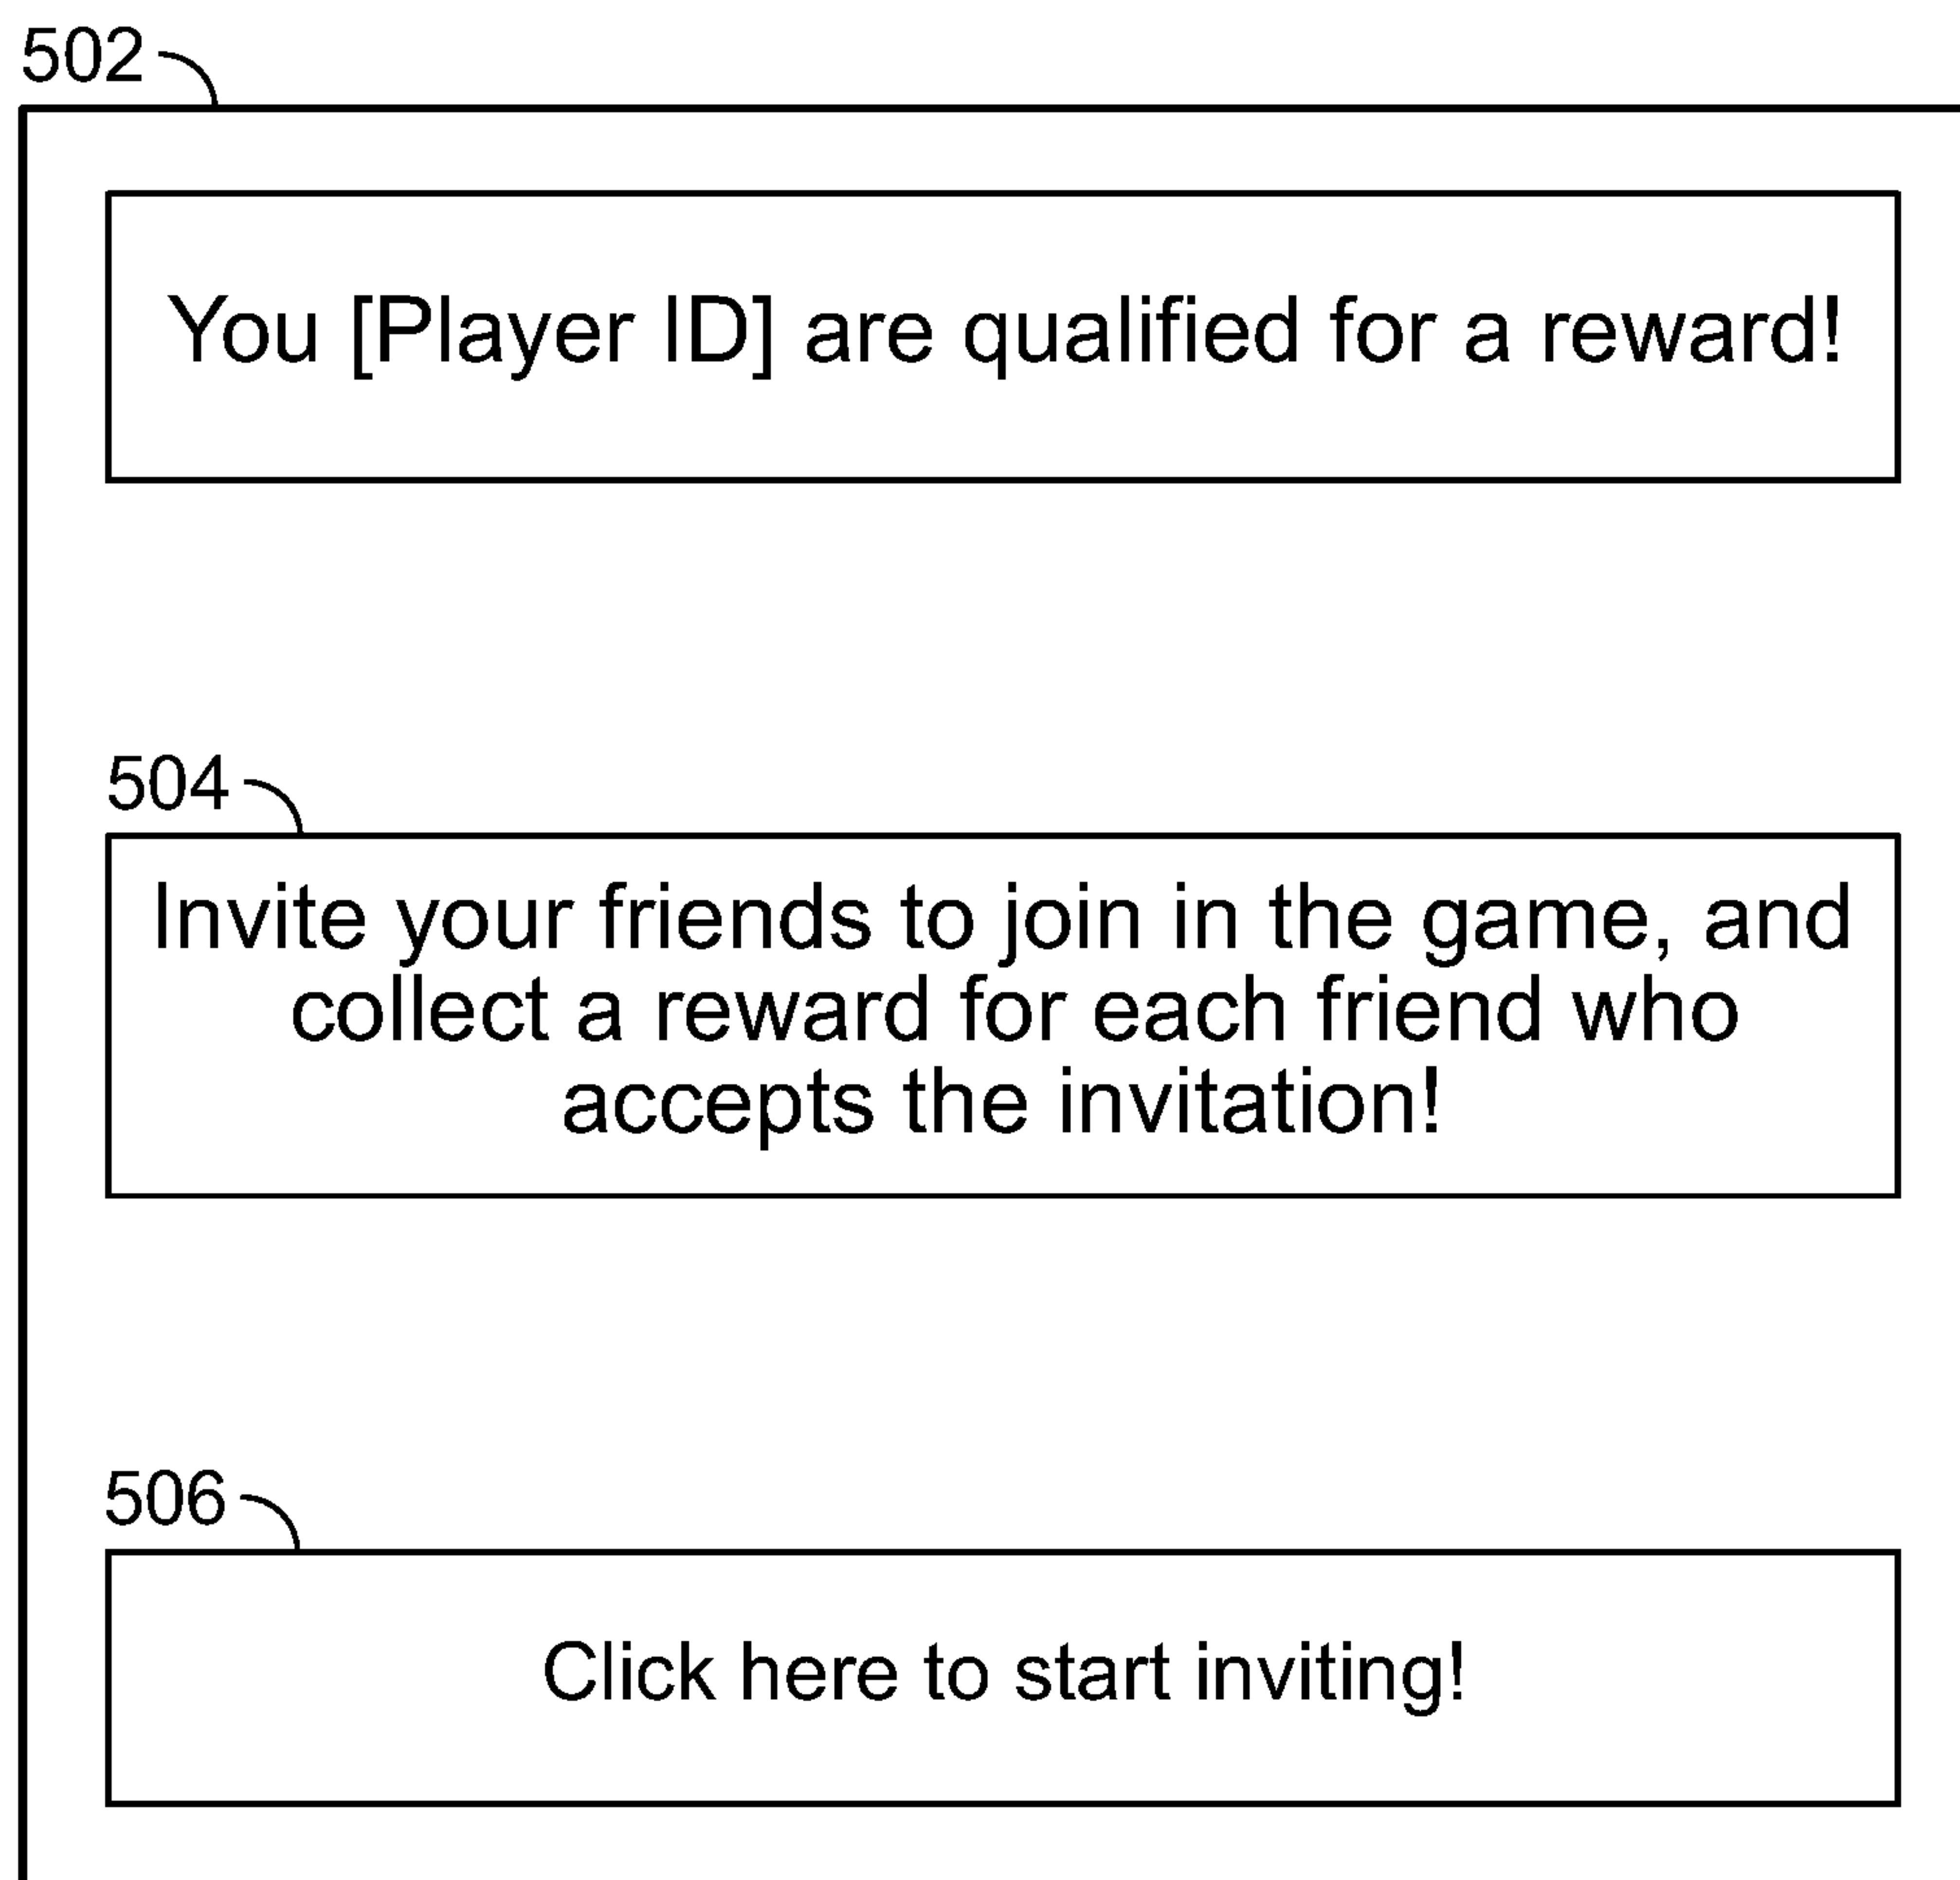 502
You [Player ID] are qualified for a reward!
504
Invite your friends to join in the game, and
collect a reward for each friend who
accepts the invitation!
506
Click here to start inviting!